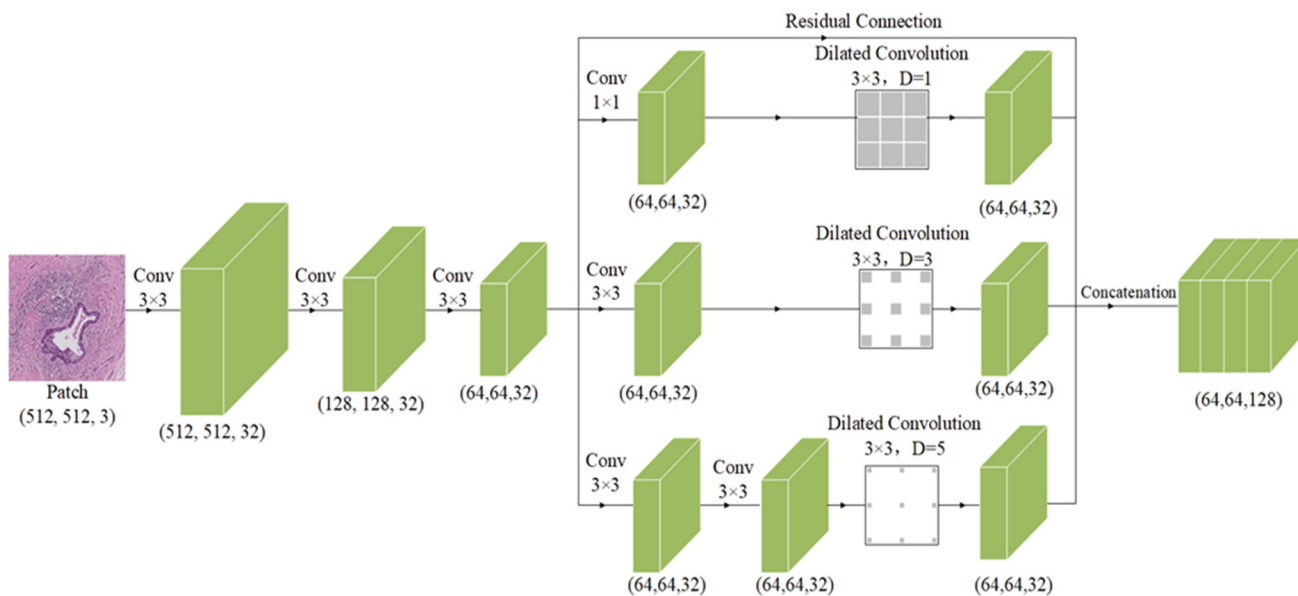 Residual Connection
Conv
1×1
Dilated Convolution
3×3, D=1
(64,64,32)
(64,64,32)
Patch
(512, 512, 3)
Conv
3×3
(512, 512, 32)
Conv
3×3
(128, 128, 32)
Conv
3×3
(64,64,32)
Conv
3×3
(64,64,32)
Dilated Convolution
3×3, D=3
(64,64,32)
Concatenation
(64,64,128)
Conv
3×3
(64,64,32)
Conv
3×3
(64,64,32)
Dilated Convolution
3×3, D=5
(64,64,32)